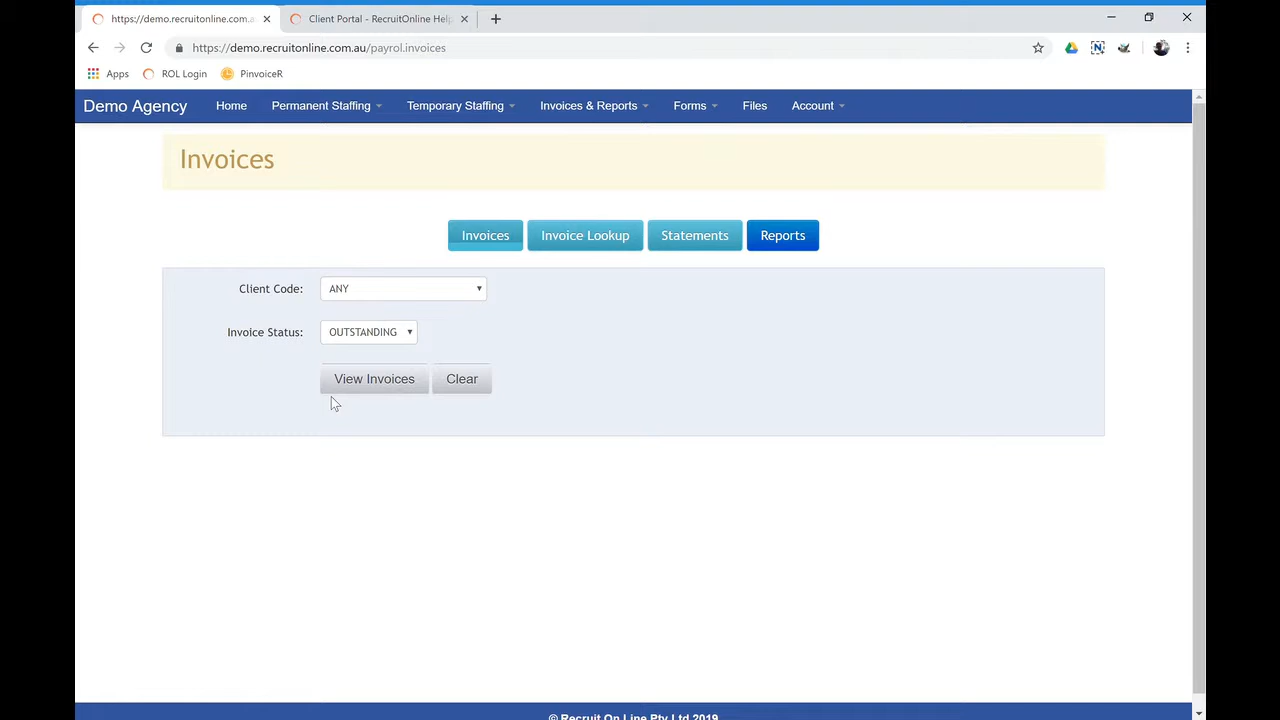 https://demo.recruitonline.com.a
Client Portal - RecruitOnline Help
https://demo.recruitonline.com.au/payrol.invoices
Apps
ROL Login
PinvoiceR
Demo Agency
Home
Permanent Staffing
Temporary Staffing
Invoices & Reports
Forms
Files
Account
Invoices
Invoices
Invoice Lookup
Statements
Reports
Client Code:
ANY
Invoice Status:
OUTSTANDING
View Invoices
Clear
© Recruit On Line Pty Ltd 2019